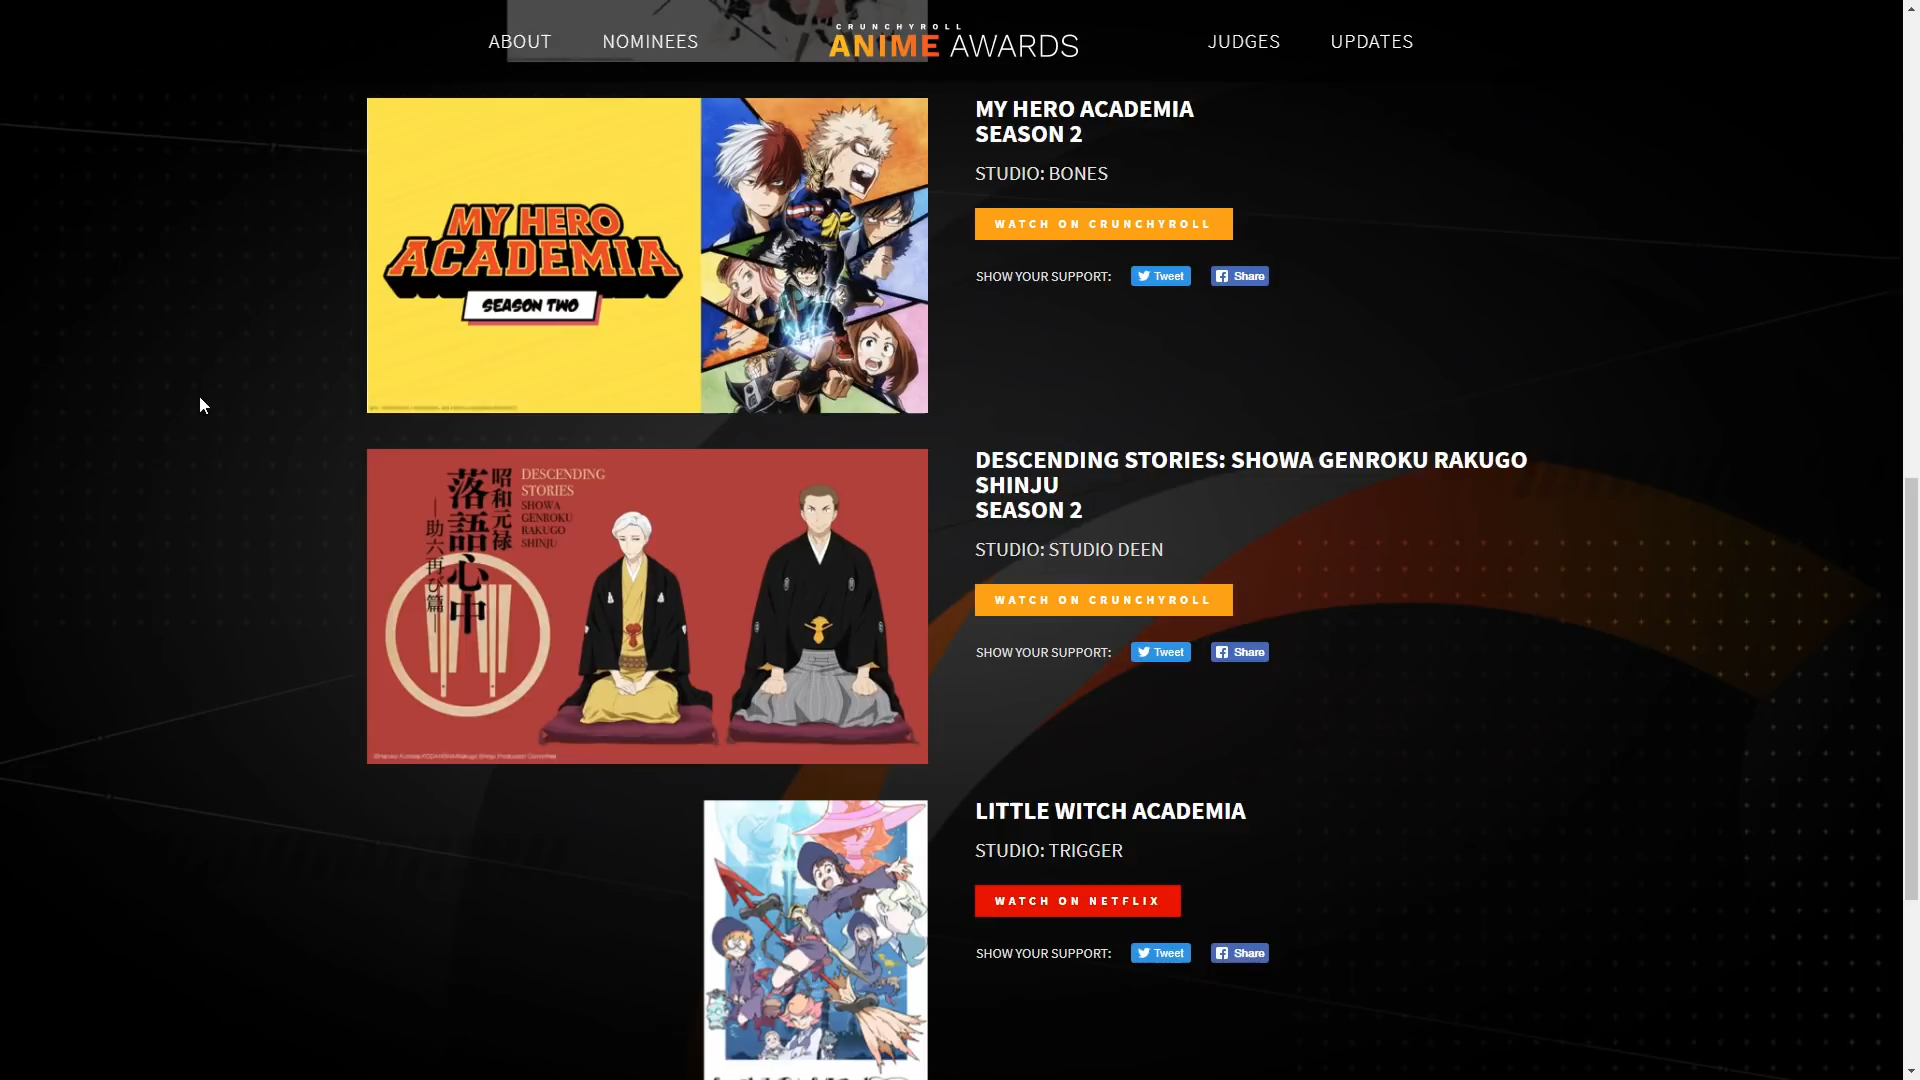 CRUNCHYROLL
ABOUT
NOMINEES
ANIME AWARDS
JUDGES
UPDATES
MY HERO
ACADEMIA
SEASON TWO
MY HERO ACADEMIA
SEASON 2
STUDIO: BONES
WATCH ON CRUNCHYROLL
SHOW YOUR SUPPORT:
Tweet
Share
昭和元禄
落語心中
—助六再び篇—
DESCENDING
STORIES
SHOWA
GENROKU
RAKUGO
SHINJU
DESCENDING STORIES: SHOWA GENROKU RAKUGO
SHINJU
SEASON 2
STUDIO: STUDIO DEEN
WATCH ON CRUNCHYROLL
SHOW YOUR SUPPORT:
Tweet
Share
LITTLE WITCH ACADEMIA
STUDIO: TRIGGER
WATCH ON NETFLIX
SHOW YOUR SUPPORT:
Tweet
Share